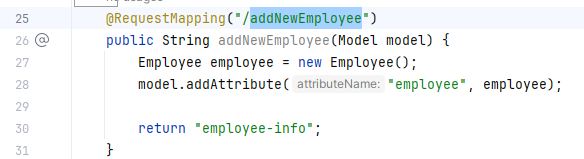 25 @RequestMapping("/addNewEmployee")
26 @ public String addNewEmployee(Model model) {
27 Employee employee = new Employee();
28 model.addAttribute( attributeName: "employee", employee);
29
30 return "employee-info";
31 }